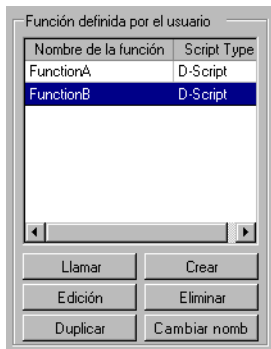 Función definida por el usuario
Nombre de la función Script Type
FunctionA D-Script
FunctionB D-Script
Llamar Crear
Edición Eliminar
Duplicar Cambiar nomb